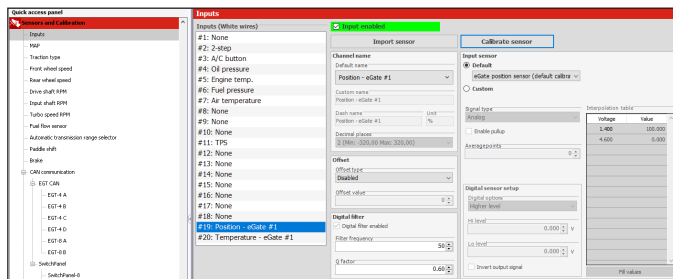 Quick access panel
Sensors and Calibration
Inputs
MAP
Traction type
Front wheel speed
Rear wheel speed
Drive shaft RPM
Input shaft RPM
Turbo speed RPM
Fuel flow sensor
Automatic transmission range selector
Paddle shift
Brake
CAN communication
EGT CAN
EGT-4 A
EGT-4 B
EGT-4 C
EGT-4 D
EGT-8 A
EGT-8 B
SwitchPanel
SwitchPanel-8
Inputs
Inputs (White wires)
#1: None
#2: 2-step
#3: A/C button
#4: Oil pressure
#5: Engine temp.
#6: Fuel pressure
#7: Air temperature
#8: None
#9: None
#10: None
#11: TPS
#12: None
#13: None
#14: None
#15: None
#16: None
#17: None
#18: None
#19: Position - eGate #1
#20: Temperature - eGate #1
Input enabled
Import sensor
Calibrate sensor
Channel name
Default name
Position - eGate #1
Custom name
Position - eGate #1
Dash name
Unit
Position - eGate #1
%
Decimal places
2 (Min: -320,00 Max: 320,00)
Offset
Offset type
Disabled
Offset value
0
Digital filter
Digital filter enabled
Filter frequency
50
Q factor
0.60
Input sensor
Default
eGate position sensor (default calibra
Custom
Signal type
Analog
Enable pullup
Averagepoints
0
Digital sensor setup
Digital options
Higher level
Hi level
0.000 V
Lo level
0.000 V
Invert output signal
Interpolation table
Voltage Value
1.400 100.000
4.600 0.000
Fill values